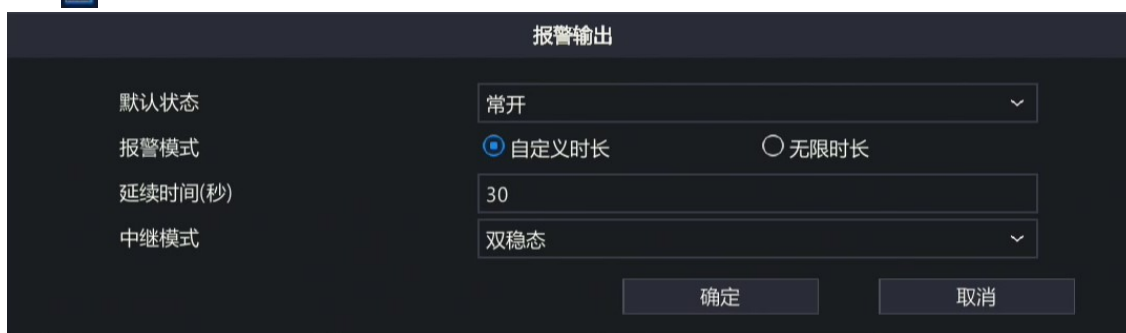 报警输出
默认状态 常开
报警模式 自定义时长 无限时长
延续时间(秒) 30
中继模式 双稳态
确定 取消